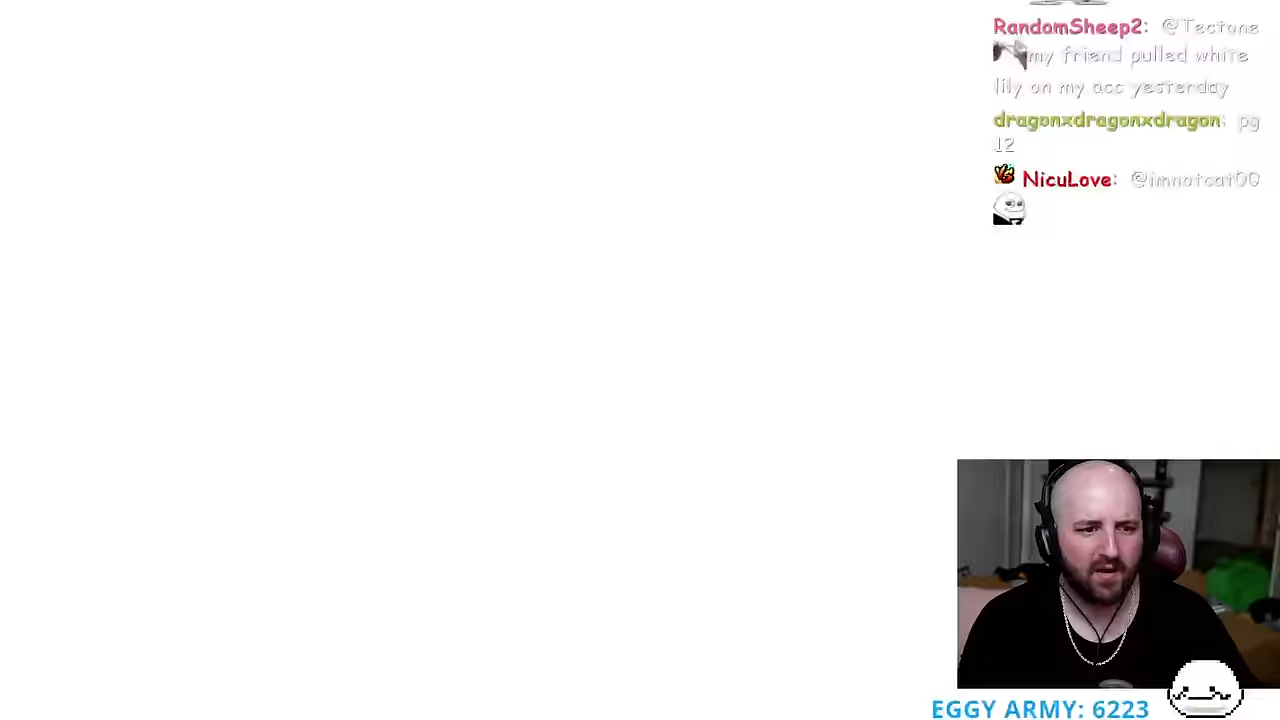 RandomSheep2: @Tectone
my friend pulled white
lily on my acc yesterday
dragonxdragonxdragon: pg
12
NicuLove: @imnotcat00
EGGY ARMY: 6223